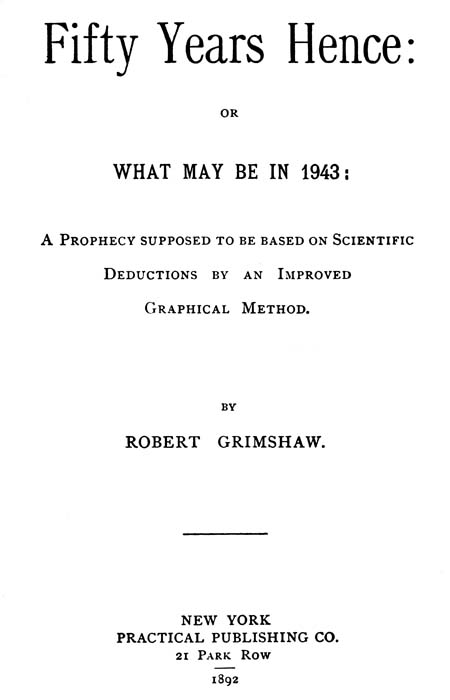 Fifty Years Hence:
OR
WHAT MAY BE IN 1943:
A PROPHECY SUPPOSED TO BE BASED ON SCIENTIFIC
DEDUCTIONS BY AN IMPROVED
GRAPHICAL METHOD.
BY
ROBERT GRIMSHAW.
NEW YORK
PRACTICAL PUBLISHING CO.
21 PARK ROW
1892